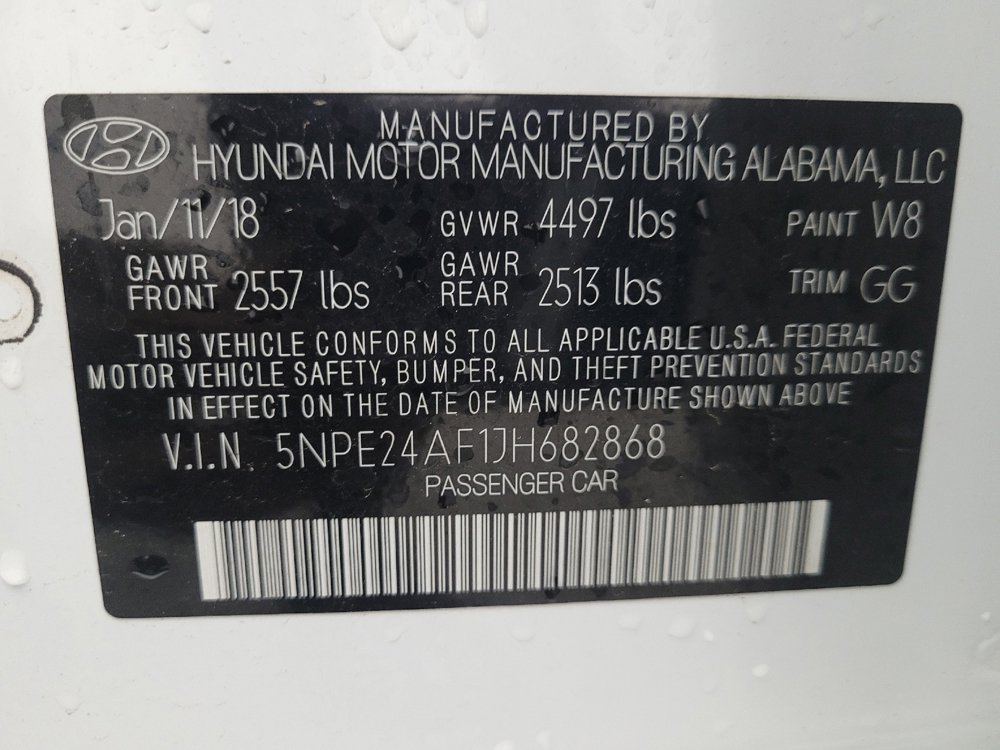 MANUFACTURED BY
HYUNDAI MOTOR MANUFACTURING ALABAMA, LLC
Jan/11/18 GVWR 4497 lbs PAINT W8
GAWR FRONT 2557 lbs GAWR REAR 2513 lbs TRIM GG
THIS VEHICLE CONFORMS TO ALL APPLICABLE U.S.A. FEDERAL
MOTOR VEHICLE SAFETY, BUMPER, AND THEFT PREVENTION STANDARDS
IN EFFECT ON THE DATE OF MANUFACTURE SHOWN ABOVE
V.I.N. 5NPE24AF1JH682868
PASSENGER CAR